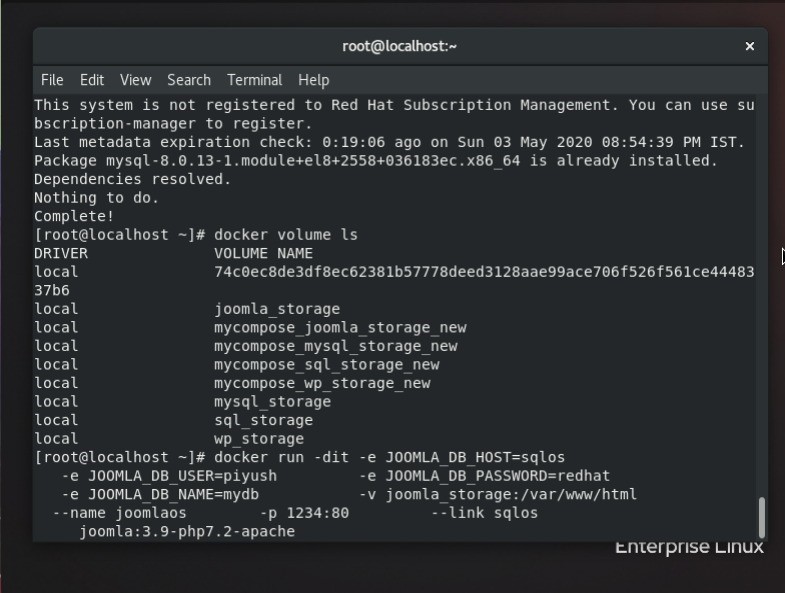 root@localhost:~
File Edit View Search Terminal Help
This system is not registered to Red Hat Subscription Management. You can use su
bscription-manager to register.
Last metadata expiration check: 0:19:06 ago on Sun 03 May 2020 08:54:39 PM IST.
Package mysql-8.0.13-1.module+el8+2558+036183ec.x86_64 is already installed.
Dependencies resolved.
Nothing to do.
Complete!
[root@localhost ~]# docker volume ls
DRIVER VOLUME NAME
local 74c0ec8de3df8ec62381b57778deed3128aae99ace706f526f561ce44483
37b6
local joomla_storage
local mycompose_joomla_storage_new
local mycompose_mysql_storage_new
local mycompose_sql_storage_new
local mycompose_wp_storage_new
local mysql_storage
local sql_storage
local wp_storage
[root@localhost ~]# docker run -dit -e JOOMLA_DB_HOST=sqlos
-e JOOMLA_DB_USER=piyush -e JOOMLA_DB_PASSWORD=redhat
-e JOOMLA_DB_NAME=mydb -v joomla_storage:/var/www/html
--name joomlaos -p 1234:80 --link sqlos
joomla:3.9-php7.2-apache
Enterprise Linux